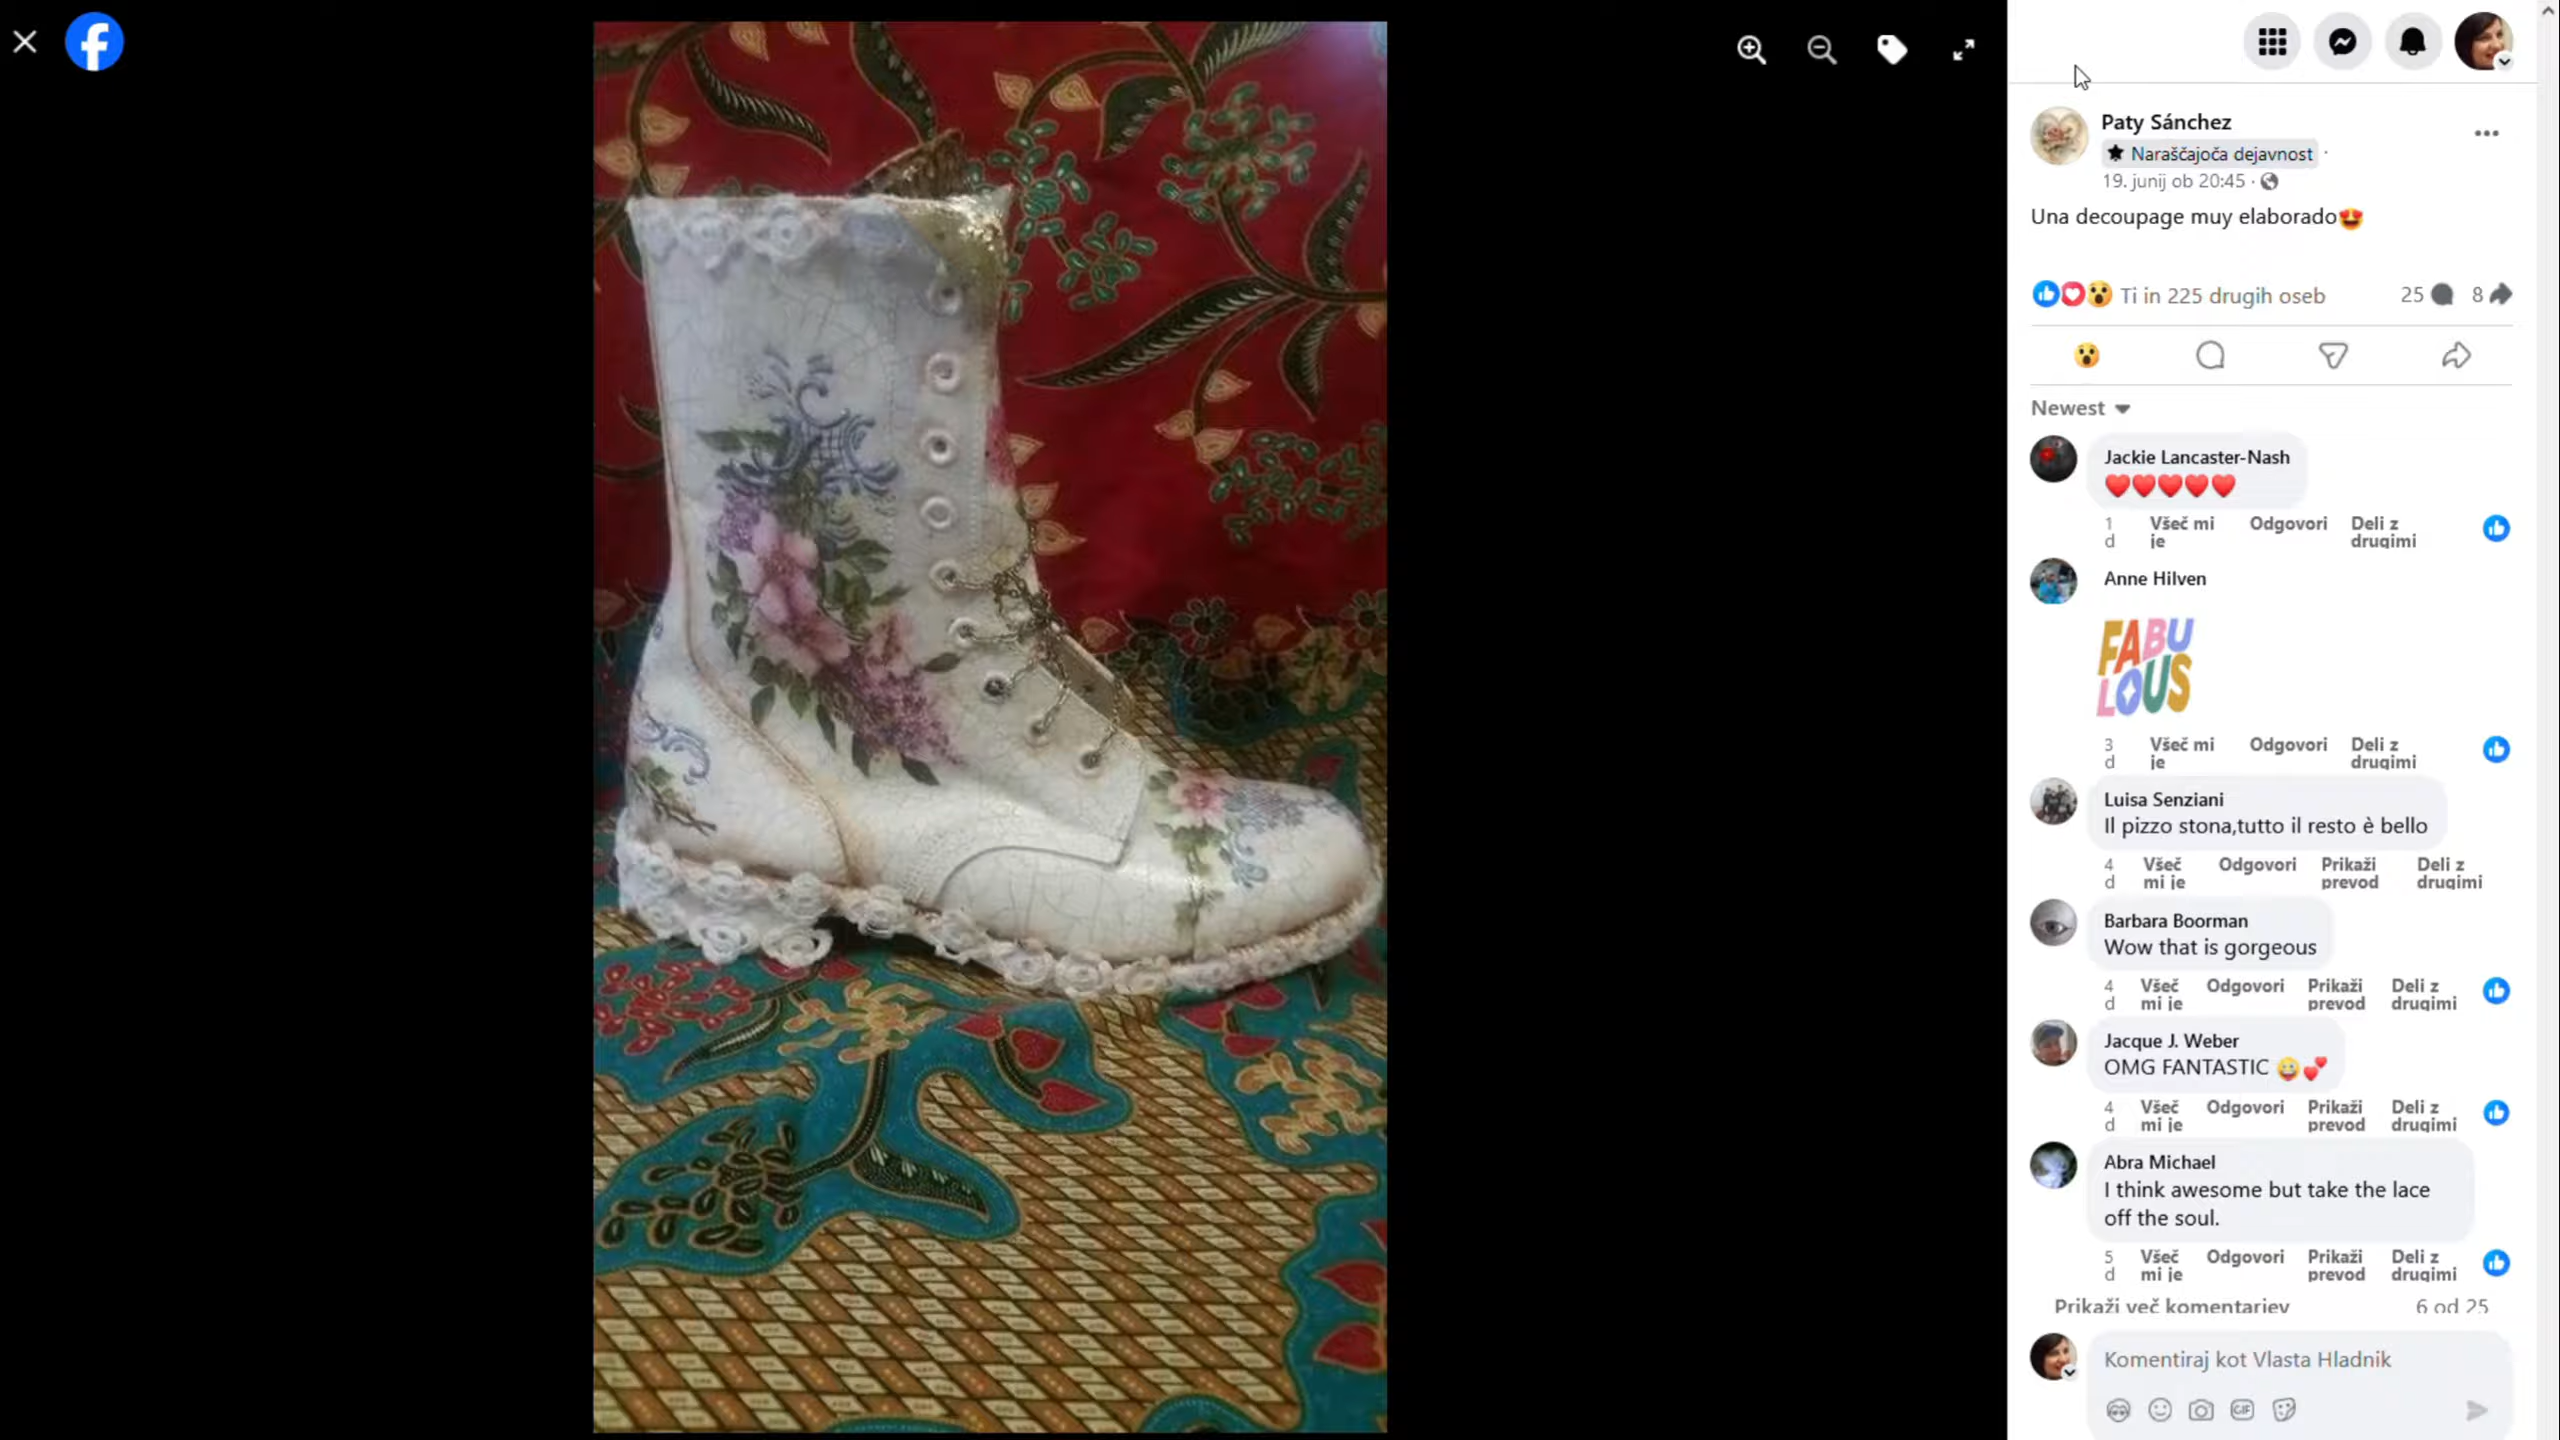 Paty Sánchez
Naraščajoča dejavnost ·
19. junij ob 20:45 ·
Una decoupage muy elaborado😍
Ti in 225 drugih oseb 25 8
Newest
Jackie Lancaster-Nash
❤️❤️❤️❤️❤️
1 d Všeč mi je Odgovori Deli z drugimi
Anne Hilven
FABU
LOUS
3 d Všeč mi je Odgovori Deli z drugimi
Luisa Senziani
Il pizzo stona,tutto il resto è bello
4 d Všeč mi je Odgovori Prikaži prevod Deli z drugimi
Barbara Boorman
Wow that is gorgeous
4 d Všeč mi je Odgovori Prikaži prevod Deli z drugimi
Jacque J. Weber
OMG FANTASTIC 😀💕
4 d Všeč mi je Odgovori Prikaži prevod Deli z drugimi
Abra Michael
I think awesome but take the lace
off the soul.
5 d Všeč mi je Odgovori Prikaži prevod Deli z drugimi
Prikaži več komentarjev 6 od 25
Komentiraj kot Vlasta Hladnik
GIF